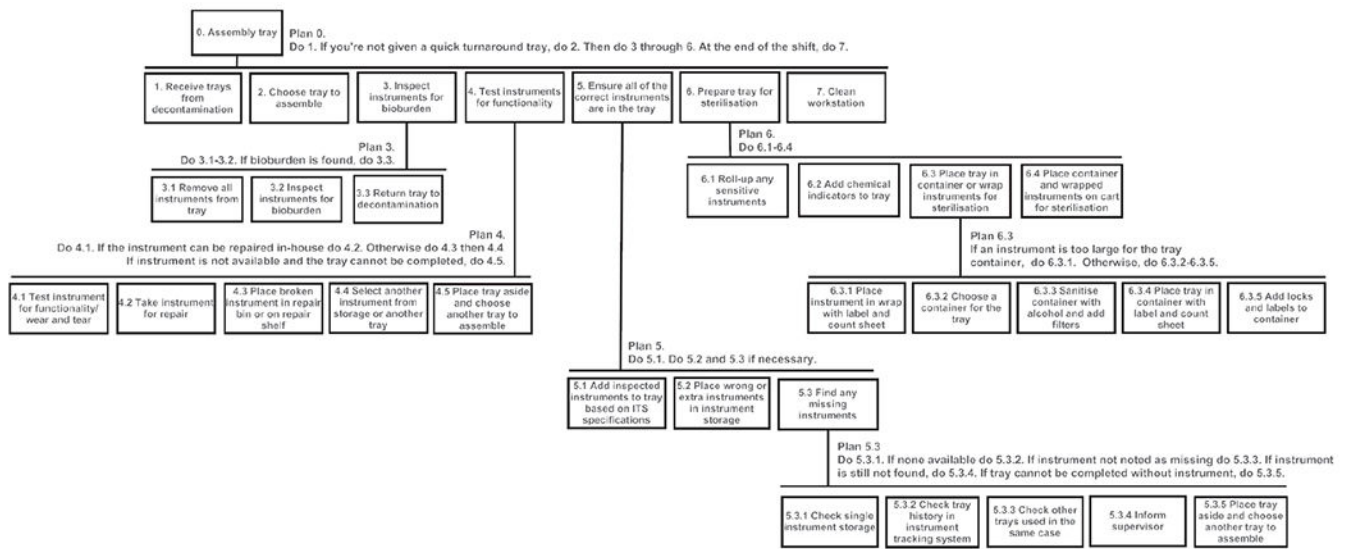 0. Assembly tray
Plan 0.
Do 1. If you're not given a quick turnaround tray, do 2. Then do 3 through 6. At the end of the shift, do 7.
1. Receive trays
from
decontamination
2. Choose tray to
assemble
3. Inspect
instruments for
bioburden
4. Test instruments
for functionality
5. Ensure all of the
correct instruments
are in the tray
6. Prepare tray for
sterilisation
7. Clean
workstation
Plan 3.
Do 3.1-3.2. If bioburden is found, do 3.3.
3.1 Remove all
instruments from
tray
3.2 Inspect
instruments for
bioburden
3.3 Return tray to
decontamination
Plan 6.
Do 6.1-6.4
6.1 Roll-up any
sensitive
instruments
6.2 Add chemical
indicators to tray
6.3 Place tray in
container or wrap
instruments for
sterilisation
6.4 Place container
and wrapped
instruments on cart
for sterilisation
Plan 4.
Do 4.1. If the instrument can be repaired in-house do 4.2. Otherwise do 4.3 then 4.4
If instrument is not available and the tray cannot be completed, do 4.5.
4.1 Test instrument
for functionality/
wear and tear
4.2 Take instrument
for repair
4.3 Place broken
instrument in repair
bin or on repair
shelf
4.4 Select another
instrument from
storage or another
tray
4.5 Place tray aside
and choose
another tray to
assemble
Plan 6.3
If an instrument is too large for the tray
container, do 6.3.1. Otherwise, do 6.3.2-6.3.5.
6.3.1 Place
instrument in wrap
with label and
count sheet
6.3.2 Choose a
container for the
tray
6.3.3 Sanitise
container with
alcohol and add
filters
6.3.4 Place tray in
container with
label and count
sheet
6.3.5 Add locks
and labels to
container
Plan 5.
Do 5.1. Do 5.2 and 5.3 if necessary.
5.1 Add inspected
instruments to tray
based on ITS
specifications
5.2 Place wrong or
extra instruments
in instrument
storage
5.3 Find any
missing
instruments
Plan 5.3
Do 5.3.1. If none available do 5.3.2. If instrument not noted as missing do 5.3.3. If instrument
is still not found, do 5.3.4. If tray cannot be completed without instrument, do 5.3.5.
5.3.1 Check single
instrument storage
5.3.2 Check tray
history in
instrument
tracking system
5.3.3 Check other
trays used in the
same case
5.3.4 Inform
supervisor
5.3.5 Place tray
aside and choose
another tray to
assemble